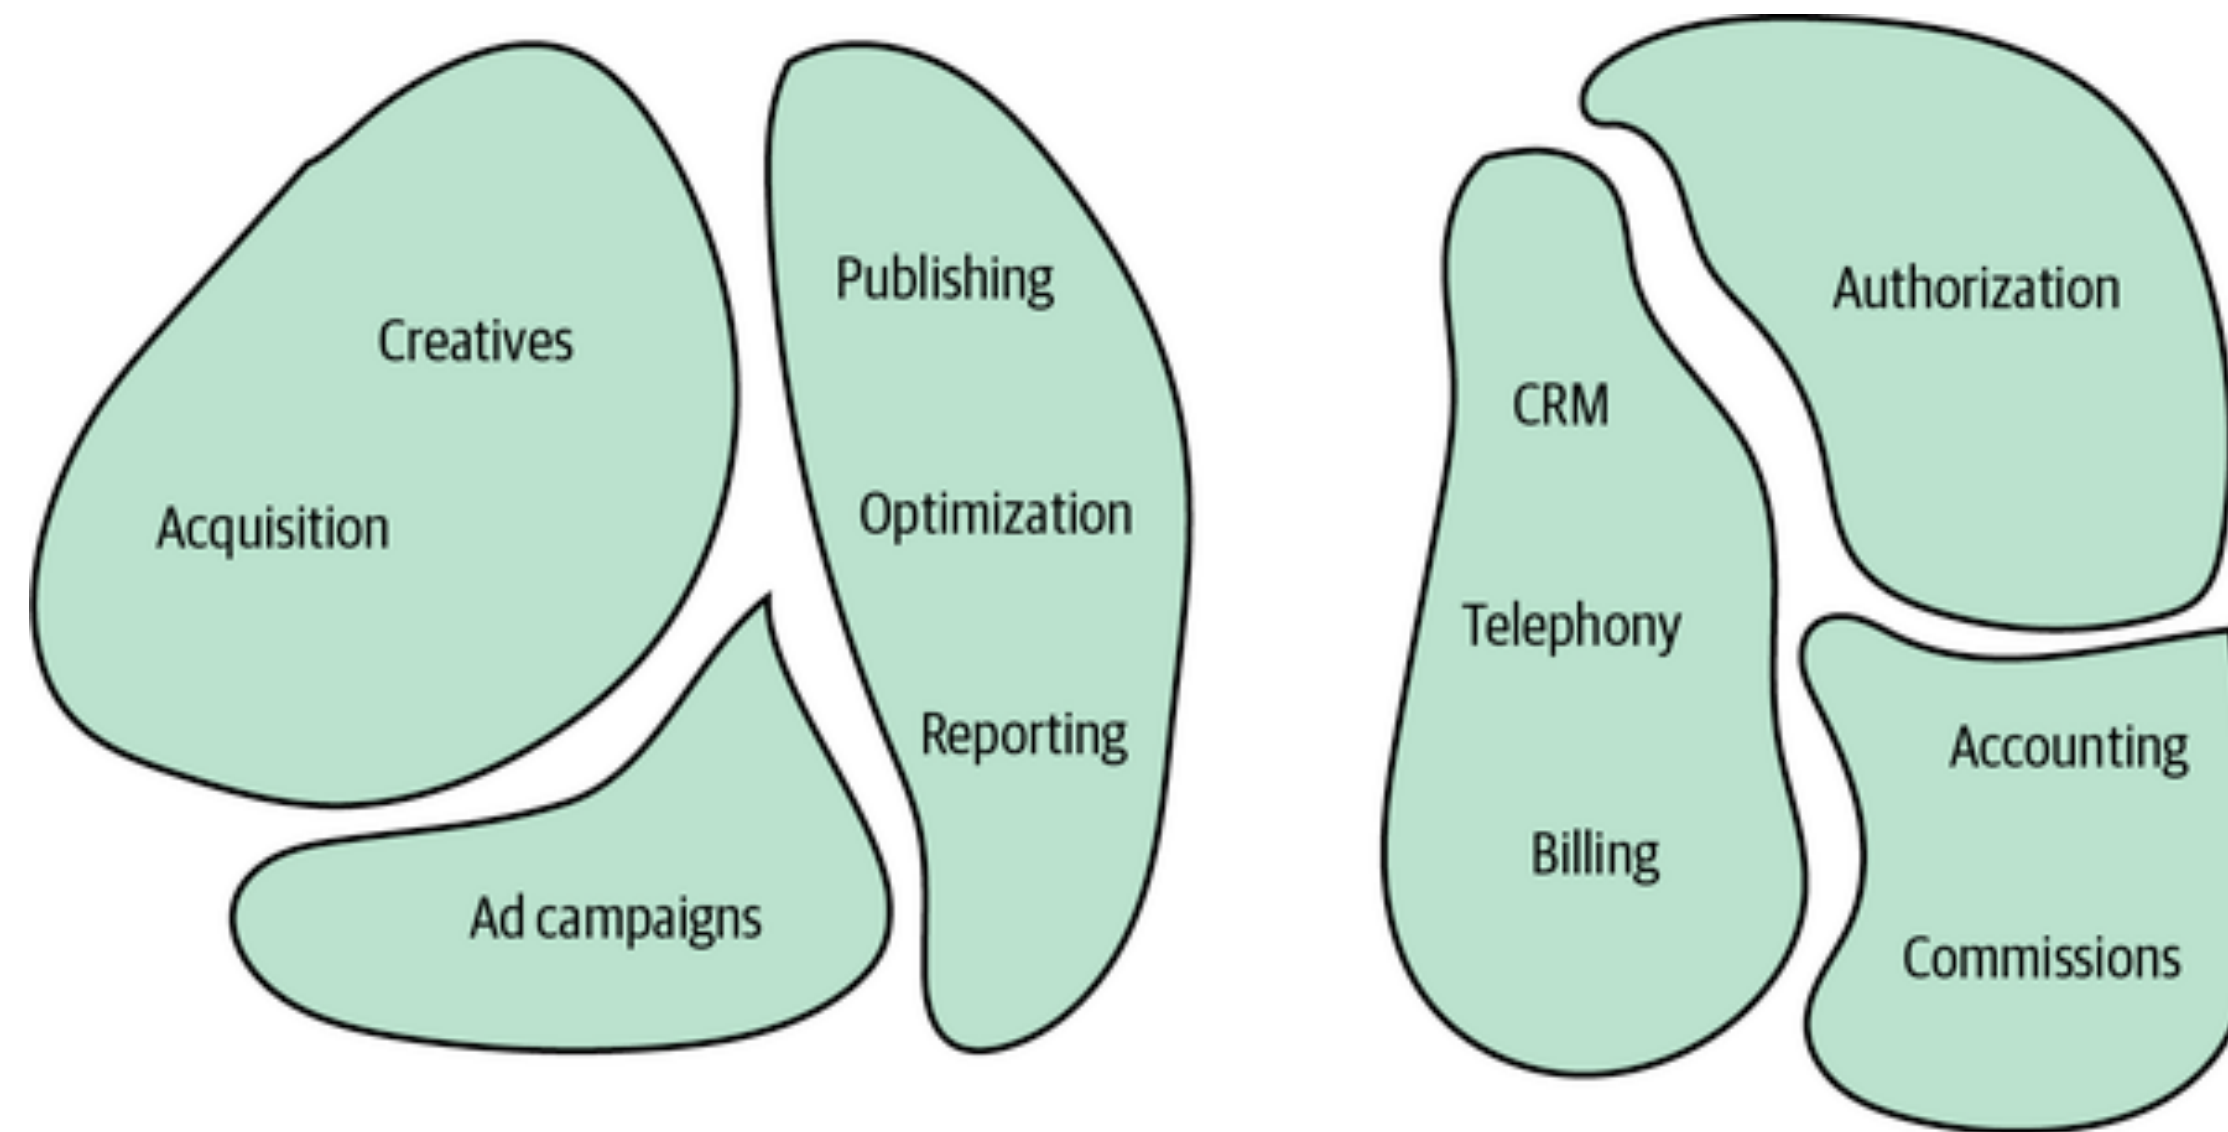 Creatives
Acquisition
Ad campaigns
Publishing
Optimization
Reporting
CRM
Telephony
Billing
Authorization
Accounting
Commissions